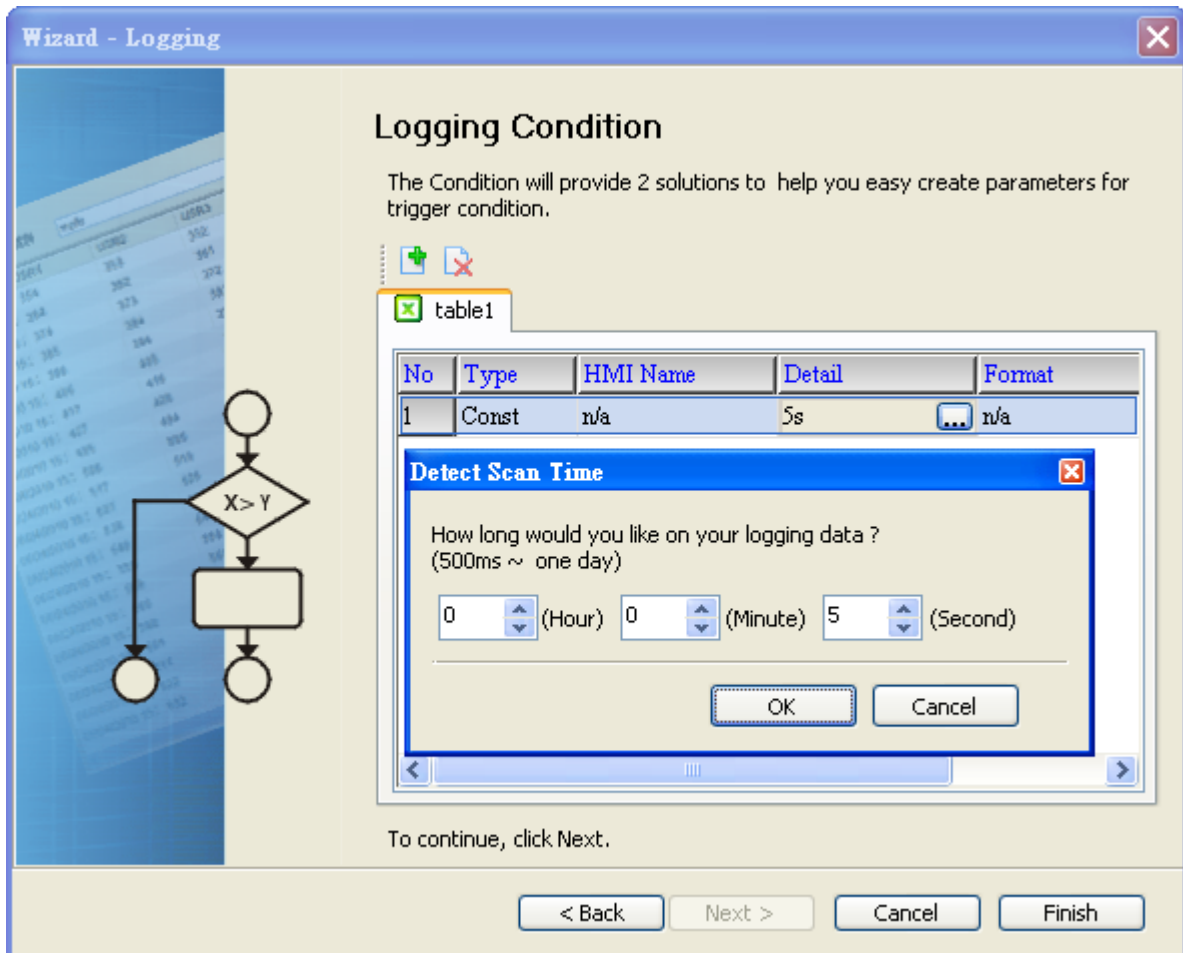 Wizard - Logging
Logging Condition
The Condition will provide 2 solutions to help you easy create parameters for
trigger condition.
table1
No Type HMI Name Detail Format
1 Const n/a 5s ... n/a
Detect Scan Time
How long would you like on your logging data ?
(500ms ~ one day)
0 (Hour) 0 (Minute) 5 (Second)
OK Cancel
X> Y
To continue, click Next.
< Back Next > Cancel Finish